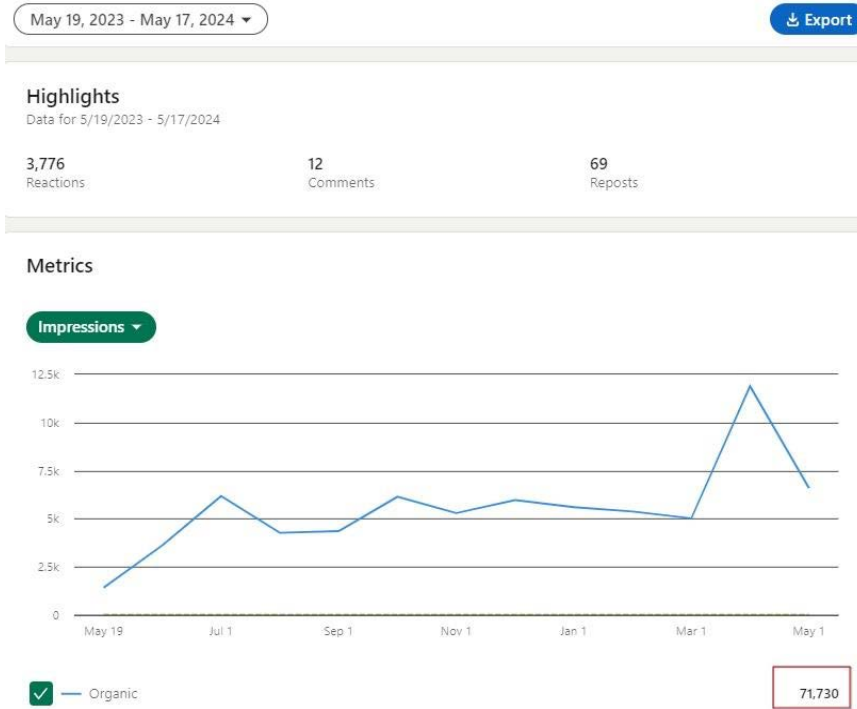 May 19, 2023 - May 17, 2024
Export
Highlights
Data for 5/19/2023 - 5/17/2024
3,776 12 69
Reactions Comments Reposts
Metrics
Impressions
12.5k
10k
7.5k
5k
2.5k
0
May 19 Jul 1 Sep 1 Nov 1 Jan 1 Mar 1 May 1
Organic 71,730